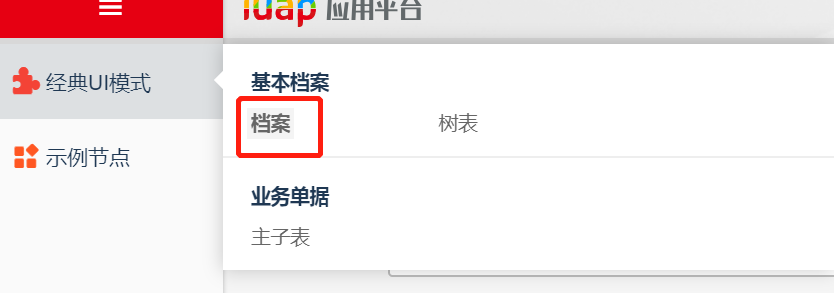 iuap 应用平台
经典UI模式
示例节点
基本档案
档案 树表
业务单据
主子表